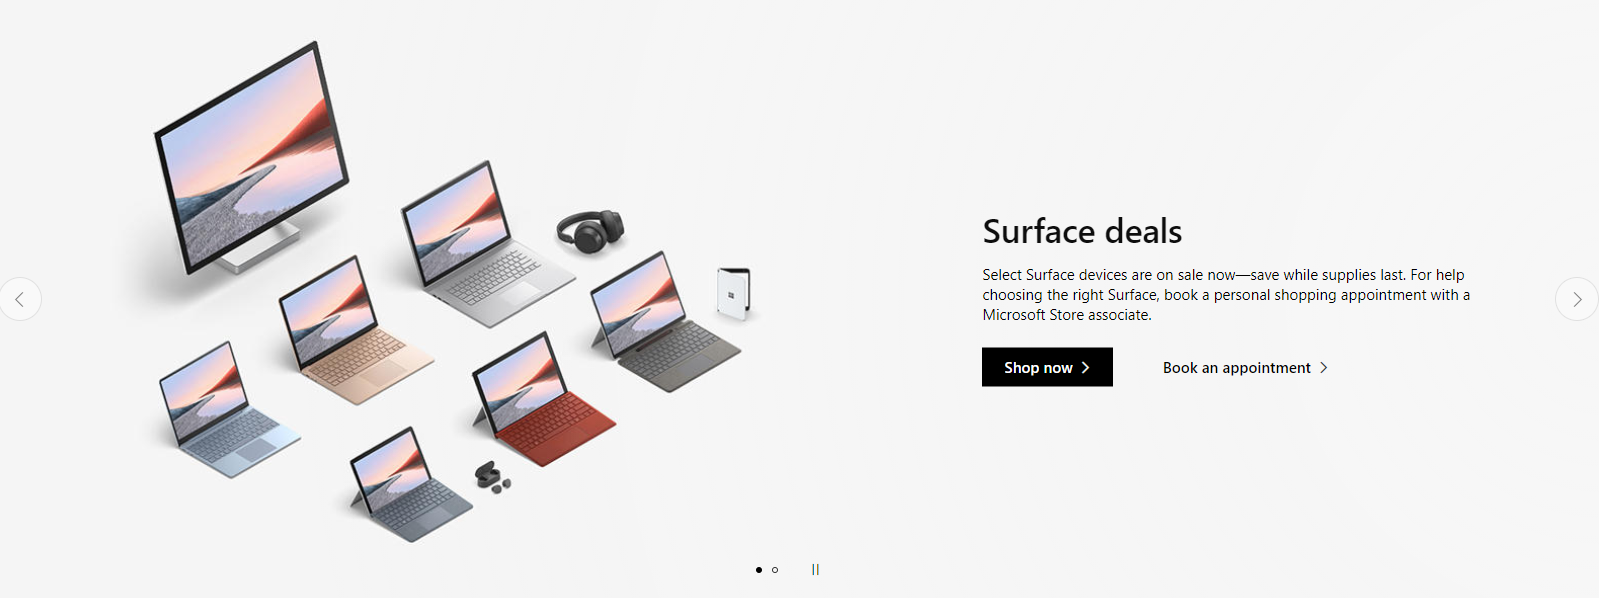 Surface deals
Select Surface devices are on sale now—save while supplies last. For help
choosing the right Surface, book a personal shopping appointment with a
Microsoft Store associate.
Shop now
Book an appointment